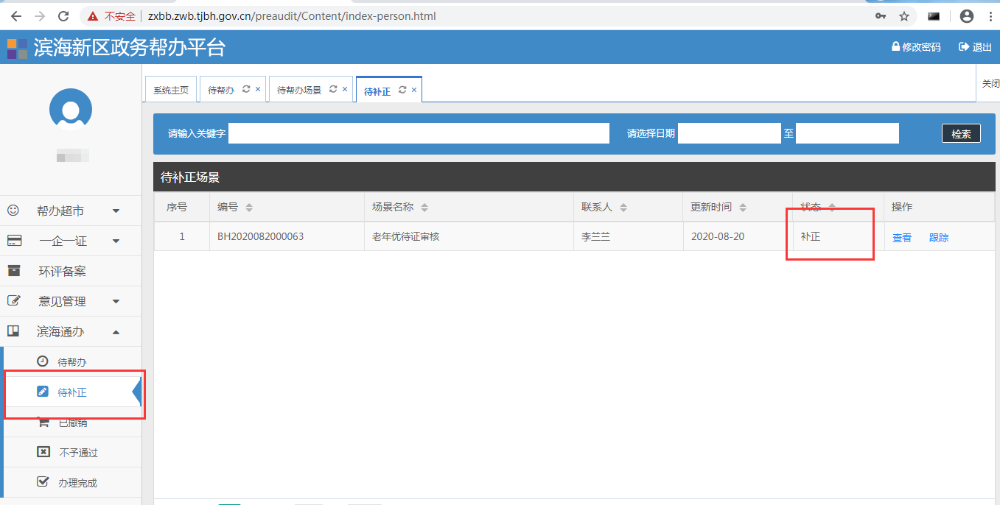 不安全 zxbb.zwb.tjbh.gov.cn/preaudit/Content/index-person.html
滨海新区政务帮办平台 修改密码 退出
系统主页 待帮办 待帮办场景 待补正 关闭
请输入关键字 请选择日期 至 检索
待补正场景
序号 编号 场景名称 联系人 更新时间 状态 操作
1 BH2020082000063 老年优待证审核 李兰兰 2020-08-20 补正 查看 跟踪
帮办超市
一企一证
环评备案
意见管理
滨海通办
待帮办
待补正
已撤销
不予通过
办理完成